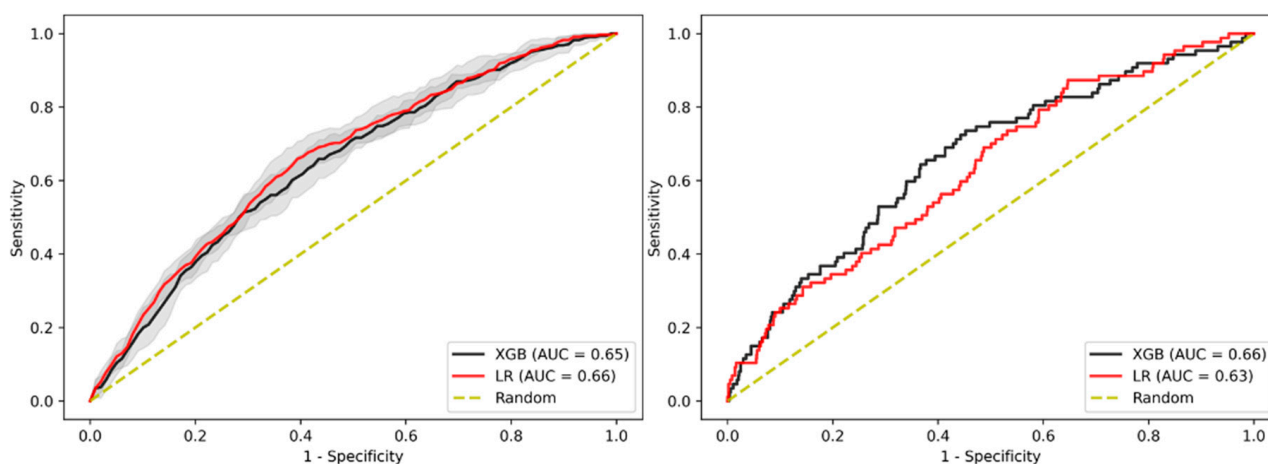 1.0
0.8
0.6
0.4
0.2
0.0
Sensitivity
0.0 0.2 0.4 0.6 0.8 1.0
1 - Specificity
XGB (AUC = 0.65)
LR (AUC = 0.66)
Random
1.0
0.8
0.6
0.4
0.2
0.0
Sensitivity
0.0 0.2 0.4 0.6 0.8 1.0
1 - Specificity
XGB (AUC = 0.66)
LR (AUC = 0.63)
Random